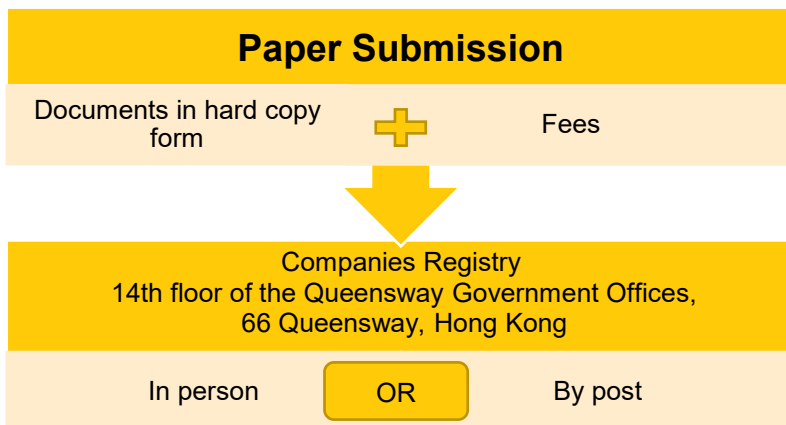 Paper Submission
Documents in hard copy
form
Fees
Companies Registry
14th floor of the Queensway Government Offices,
66 Queensway, Hong Kong
In person
OR
By post